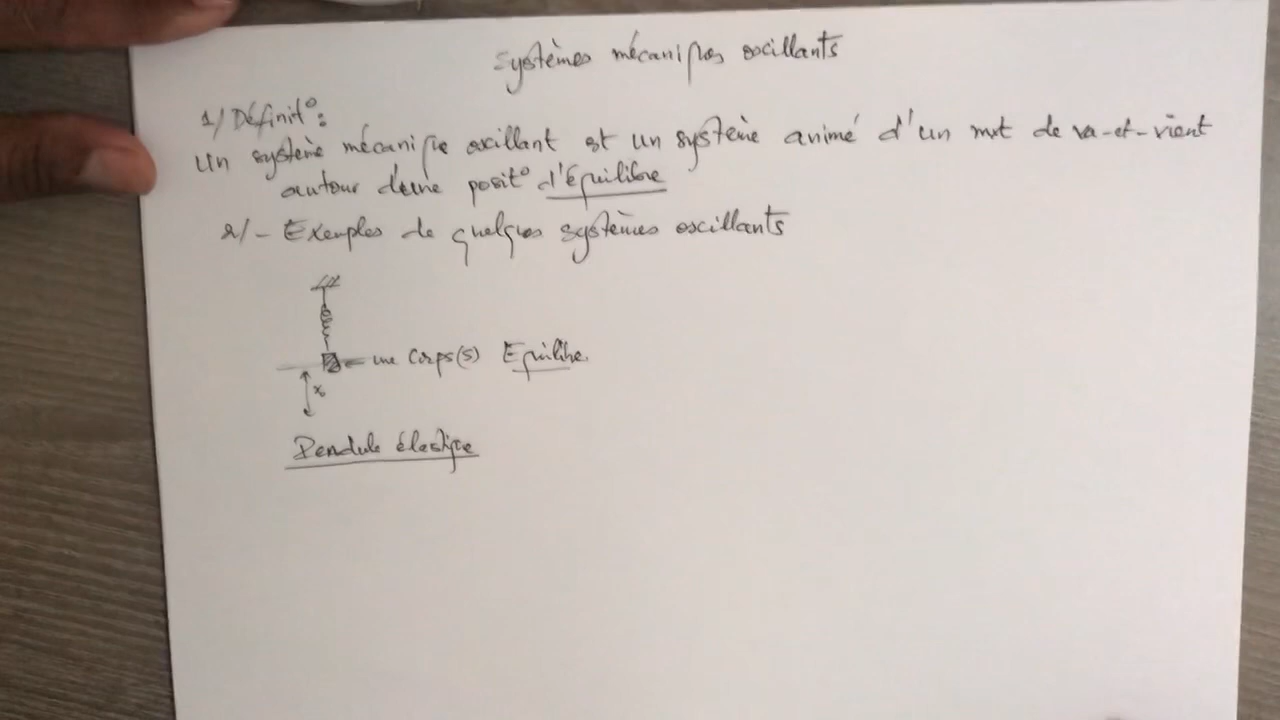 Systèmes mécaniques oscillants
1/ Définit°:
Un système mécanique oscillant est un système animé d'un mvt de va-et-vient
autour d'une posit° d'Équilibre
2/- Exemples de quelques systèmes oscillants
une Corps(s) Equilibre.
x₀
Pendule élastique